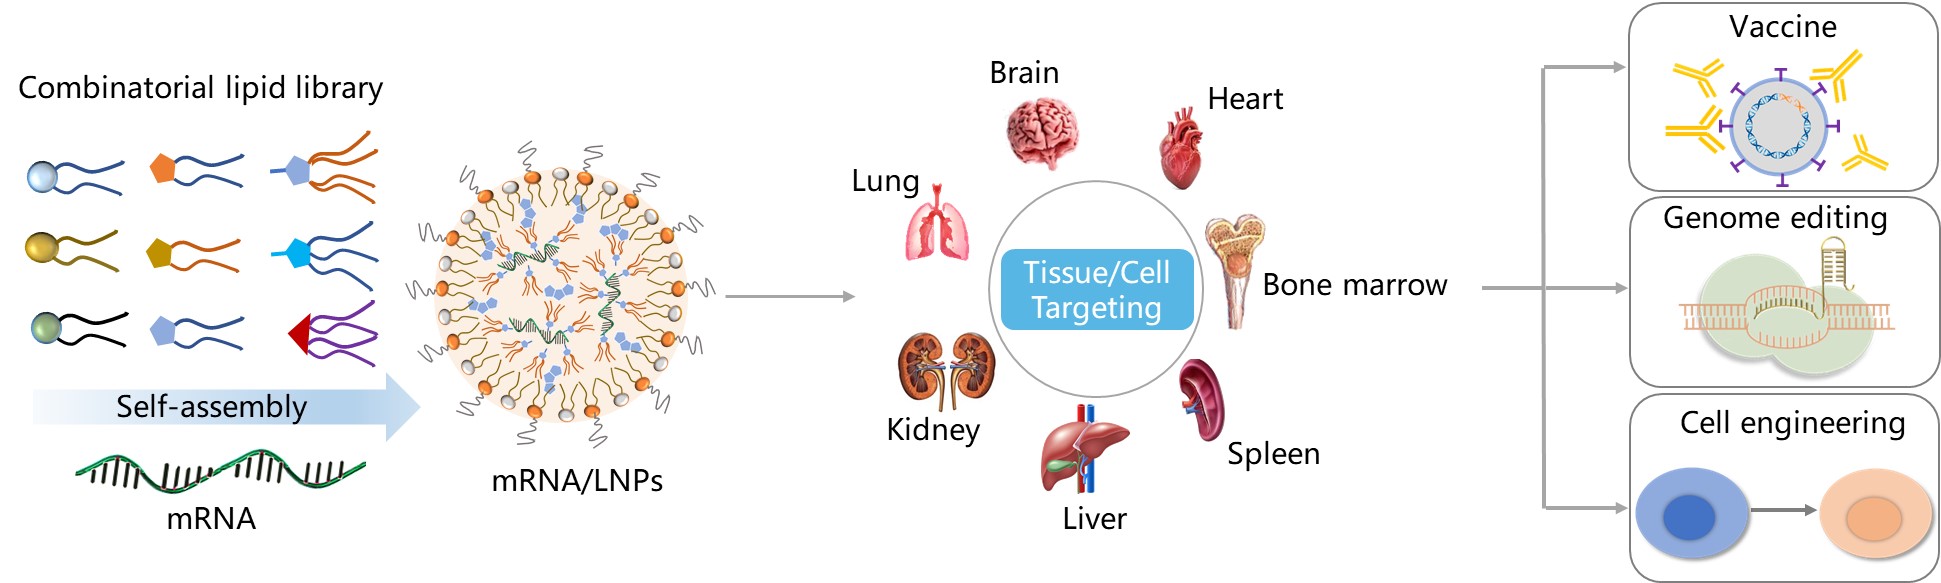 Combinatorial lipid library
Self-assembly
mRNA
mRNA/LNPs
Brain
Heart
Lung
Tissue/Cell
Targeting
Bone marrow
Kidney
Spleen
Liver
Vaccine
Genome editing
Cell engineering